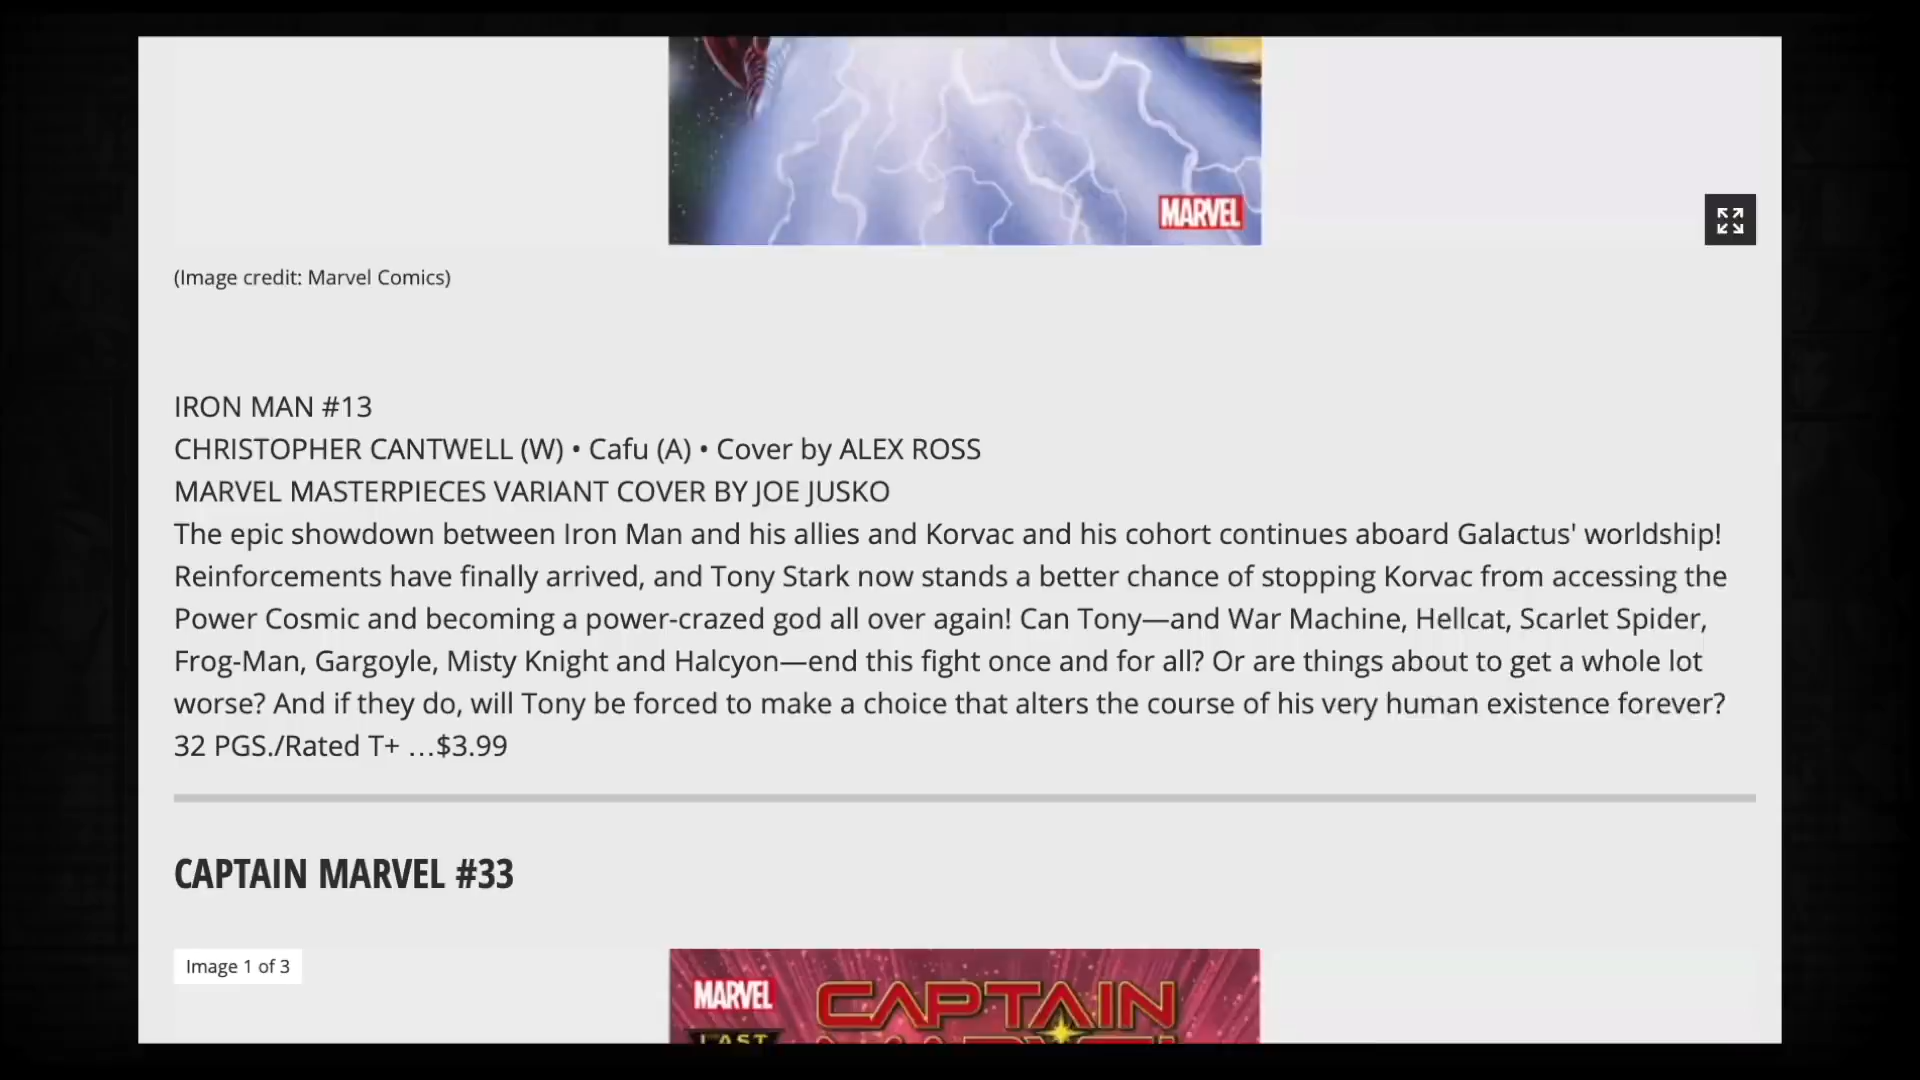 MARVEL
(Image credit: Marvel Comics)
IRON MAN #13
CHRISTOPHER CANTWELL (W) • Cafu (A) • Cover by ALEX ROSS
MARVEL MASTERPIECES VARIANT COVER BY JOE JUSKO
The epic showdown between Iron Man and his allies and Korvac and his cohort continues aboard Galactus' worldship!
Reinforcements have finally arrived, and Tony Stark now stands a better chance of stopping Korvac from accessing the
Power Cosmic and becoming a power-crazed god all over again! Can Tony—and War Machine, Hellcat, Scarlet Spider,
Frog-Man, Gargoyle, Misty Knight and Halcyon—end this fight once and for all? Or are things about to get a whole lot
worse? And if they do, will Tony be forced to make a choice that alters the course of his very human existence forever?
32 PGS./Rated T+ …$3.99
CAPTAIN MARVEL #33
Image 1 of 3
MARVEL
CAPTAIN
LAST